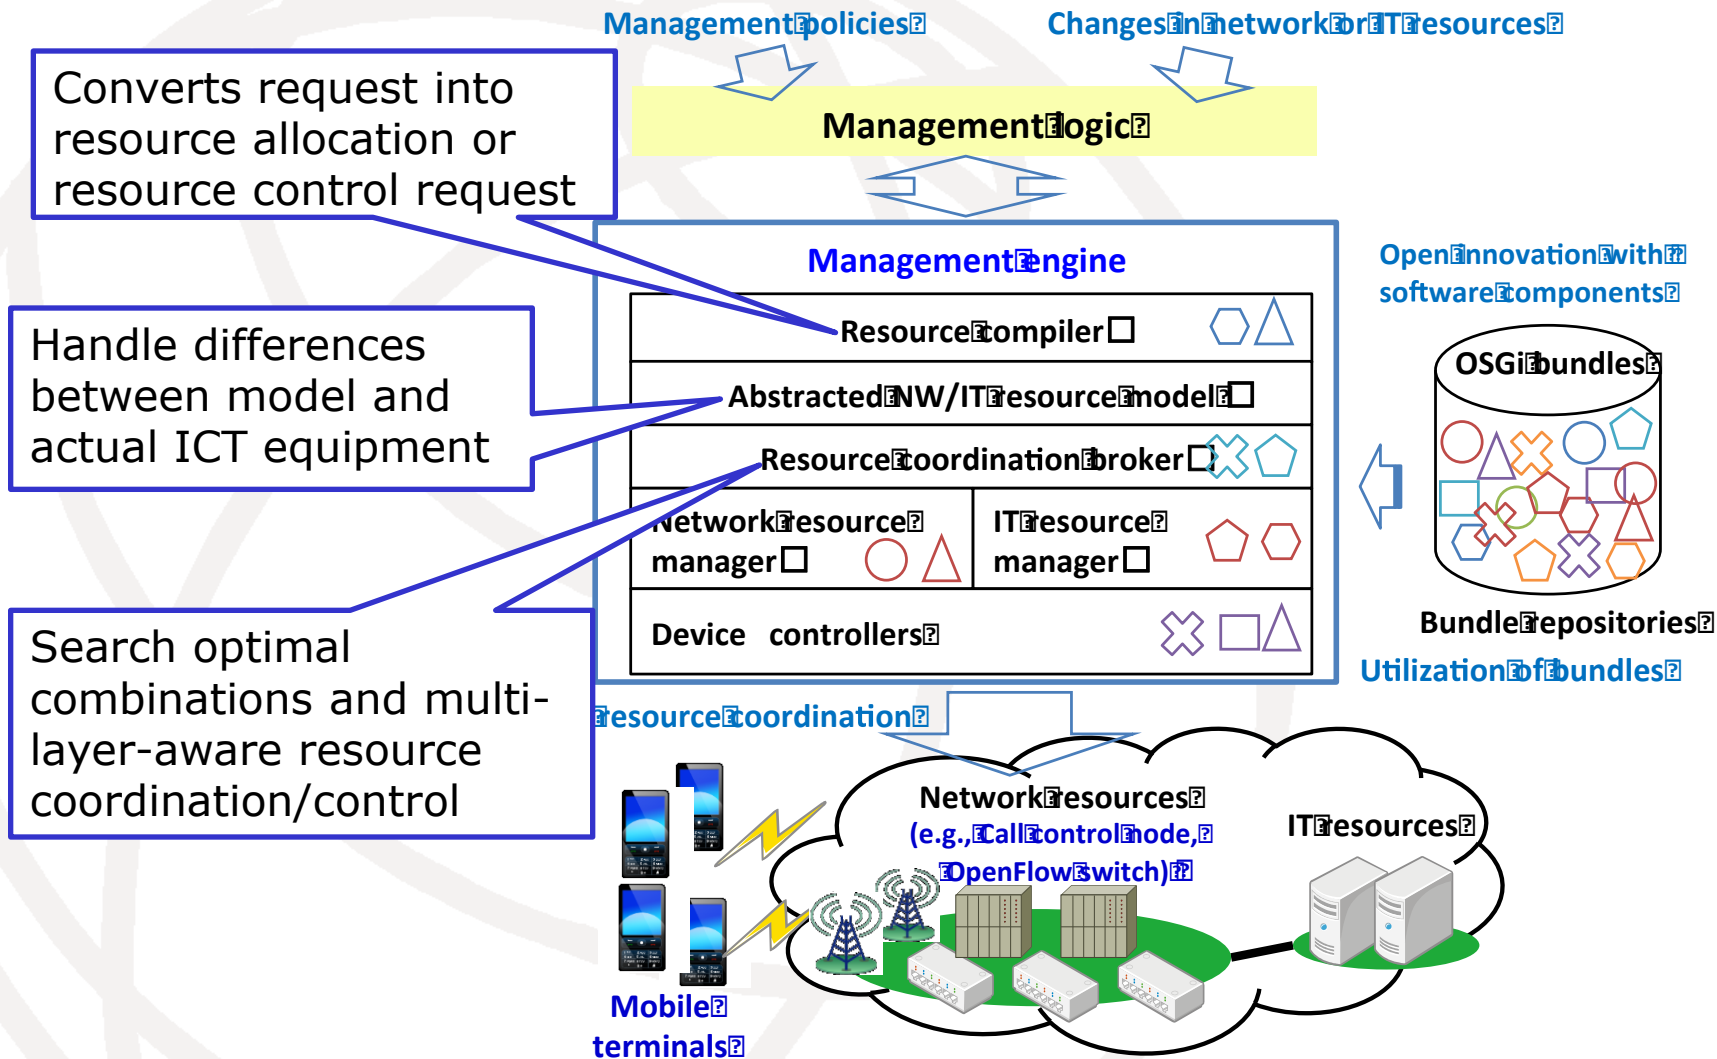 Management policies
Changes in network or IT resources
Converts request into
resource allocation or
resource control request
Management logic
Management engine
Resource compiler
Abstracted NW/IT resource model
Resource coordination broker
Network resource
manager
IT resource
manager
Device controllers
Handle differences
between model and
actual ICT equipment
Search optimal
combinations and multi-
layer-aware resource
coordination/control
Open innovation with
software components
OSGi bundles
Bundle repositories
Utilization of bundles
resource coordination
Network resources
(e.g., Call control node,
OpenFlow switch)
IT resources
Mobile
terminals